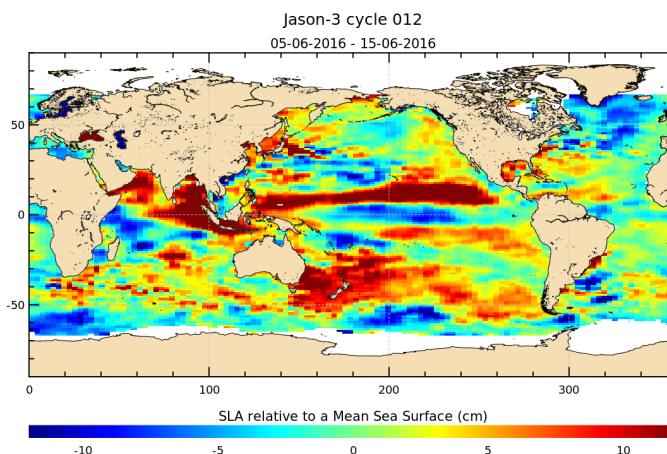 Jason-3 cycle 012
05-06-2016 - 15-06-2016
50
0
-50
0 100 200 300
SLA relative to a Mean Sea Surface (cm)
-10 -5 0 5 10